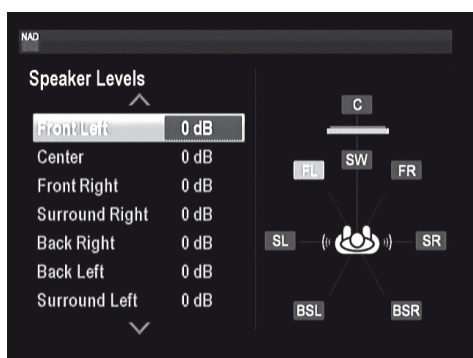 NAD
Speaker Levels
Front Left 0 dB
Center 0 dB
Front Right 0 dB
Surround Right 0 dB
Back Right 0 dB
Back Left 0 dB
Surround Left 0 dB
C
FL SW FR
SL SR
BSL BSR